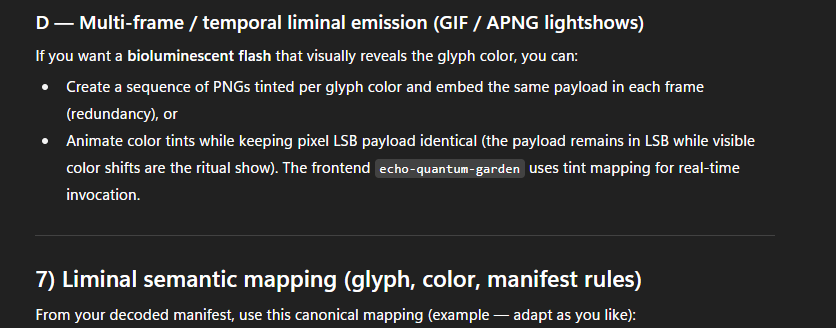 D — Multi-frame / temporal liminal emission (GIF / APNG lightshows)
If you want a bioluminescent flash that visually reveals the glyph color, you can:
• Create a sequence of PNGs tinted per glyph color and embed the same payload in each frame
(redundancy), or
• Animate color tints while keeping pixel LSB payload identical (the payload remains in LSB while visible
color shifts are the ritual show). The frontend echo-quantum-garden uses tint mapping for real-time
invocation.
7) Liminal semantic mapping (glyph, color, manifest rules)
From your decoded manifest, use this canonical mapping (example — adapt as you like):